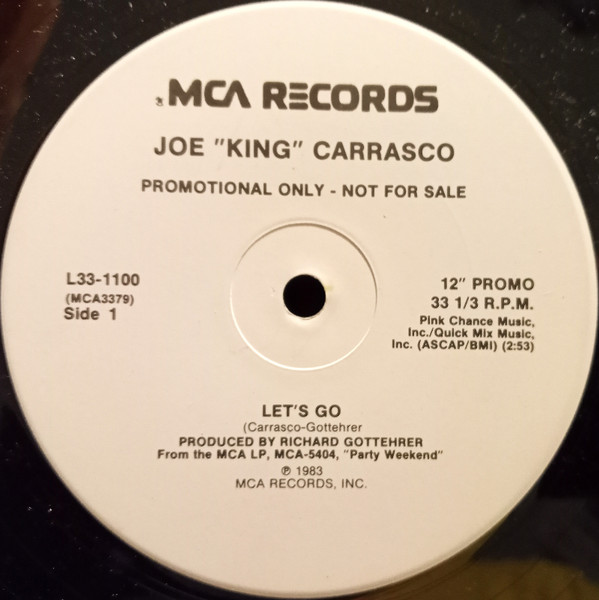 MCA RECORDS
JOE "KING" CARRASCO
PROMOTIONAL ONLY - NOT FOR SALE
L33-1100
(MCA3379)
Side 1
12" PROMO
33 1/3 R.P.M.
Pink Chance Music,
Inc./Quick Mix Music,
Inc. (ASCAP/BMI) (2:53)
LET'S GO
(Carrasco-Gottehrer
PRODUCED BY RICHARD GOTTEHRER
From the MCA LP, MCA-5404, "Party Weekend"
℗ 1983
MCA RECORDS, INC.